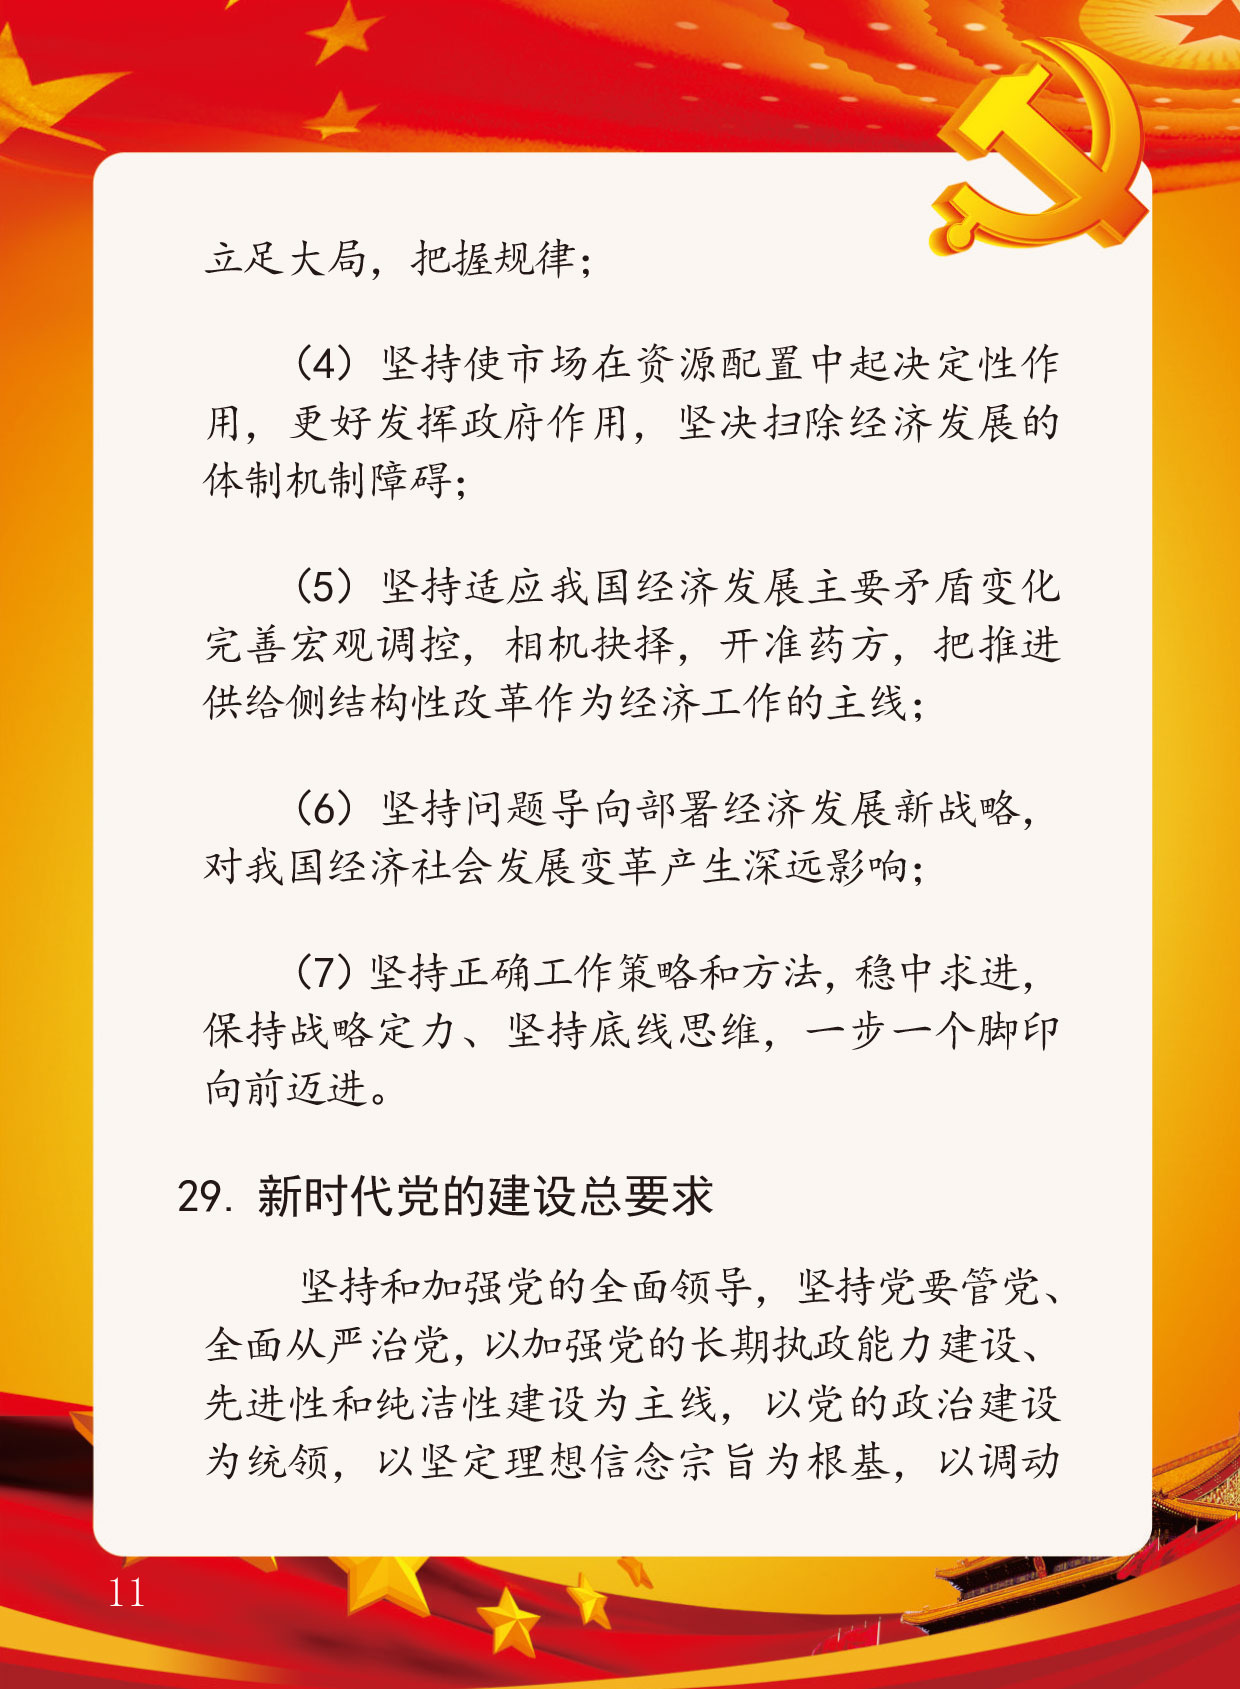 立足大局，把握规律；
（4）坚持使市场在资源配置中起决定性作
用，更好发挥政府作用，坚决扫除经济发展的
体制机制障碍；
（5）坚持适应我国经济发展主要矛盾变化
完善宏观调控，相机抉择，开准药方，把推进
供给侧结构性改革作为经济工作的主线；
（6）坚持问题导向部署经济发展新战略，
对我国经济社会发展变革产生深远影响；
（7）坚持正确工作策略和方法，稳中求进，
保持战略定力、坚持底线思维，一步一个脚印
向前迈进。
29. 新时代党的建设总要求
坚持和加强党的全面领导，坚持党要管党、
全面从严治党，以加强党的长期执政能力建设、
先进性和纯洁性建设为主线，以党的政治建设
为统领，以坚定理想信念宗旨为根基，以调动
11